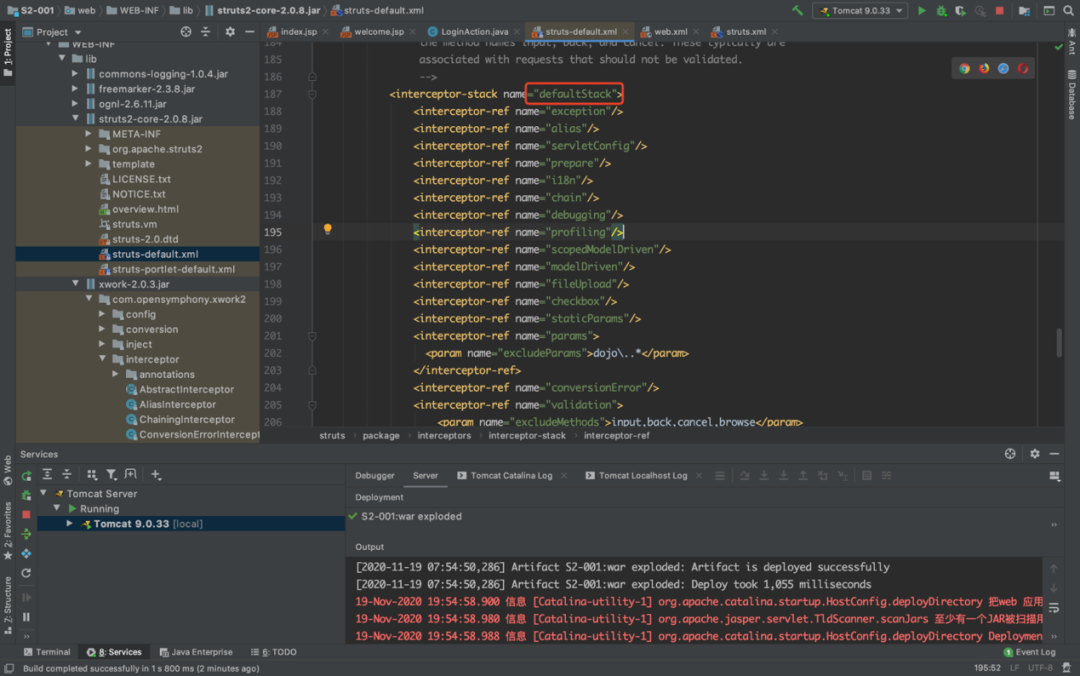 S2-001 > web > WEB-INF > lib > struts2-core-2.0.8.jar > struts-default.xml
Tomcat 9.0.33
Project
index.jsp
welcome.jsp
LoginAction.java
struts-default.xml
web.xml
struts.xml
1: Project
Ant
Database
WEB-INF
lib
commons-logging-1.0.4.jar
freemarker-2.3.8.jar
ognl-2.6.11.jar
struts2-core-2.0.8.jar
META-INF
org.apache.struts2
template
LICENSE.txt
NOTICE.txt
overview.html
struts.vm
struts-2.0.dtd
struts-default.xml
struts-portlet-default.xml
xwork-2.0.3.jar
com.opensymphony.xwork2
config
conversion
inject
interceptor
annotations
AbstractInterceptor
AliasInterceptor
ChainingInterceptor
ConversionErrorIntercept
184 the method names input, back, and cancel. These typically are
185 associated with requests that should not be validated.
186 -->
187 <interceptor-stack name="defaultStack">
188 <interceptor-ref name="exception"/>
189 <interceptor-ref name="alias"/>
190 <interceptor-ref name="servletConfig"/>
191 <interceptor-ref name="prepare"/>
192 <interceptor-ref name="i18n"/>
193 <interceptor-ref name="chain"/>
194 <interceptor-ref name="debugging"/>
195 <interceptor-ref name="profiling"/>
196 <interceptor-ref name="scopedModelDriven"/>
197 <interceptor-ref name="modelDriven"/>
198 <interceptor-ref name="fileUpload"/>
199 <interceptor-ref name="checkbox"/>
200 <interceptor-ref name="staticParams"/>
201 <interceptor-ref name="params">
202 <param name="excludeParams">dojo\..*</param>
203 </interceptor-ref>
204 <interceptor-ref name="conversionError"/>
205 <interceptor-ref name="validation">
206 <param name="excludeMethods">input,back,cancel,browse</param>
struts > package > interceptors > interceptor-stack > interceptor-ref
Services
Tomcat Server
Running
Tomcat 9.0.33 [local]
Debugger
Server
Tomcat Catalina Log
Tomcat Localhost Log
Deployment
S2-001:war exploded
Output
[2020-11-19 07:54:50,286] Artifact S2-001:war exploded: Artifact is deployed successfully
[2020-11-19 07:54:50,286] Artifact S2-001:war exploded: Deploy took 1,055 milliseconds
19-Nov-2020 19:54:58.900 信息 [Catalina-utility-1] org.apache.catalina.startup.HostConfig.deployDirectory 把web 应用
19-Nov-2020 19:54:58.980 信息 [Catalina-utility-1] org.apache.jasper.servlet.TldScanner.scanJars 至少有一个JAR被扫描用
19-Nov-2020 19:54:58.988 信息 [Catalina-utility-1] org.apache.catalina.startup.HostConfig.deployDirectory Deploymen
Web
2: Favorites
7: Structure
Terminal
8: Services
Java Enterprise
6: TODO
1 Event Log
Build completed successfully in 1 s 800 ms (2 minutes ago)
195:52 LF UTF-8